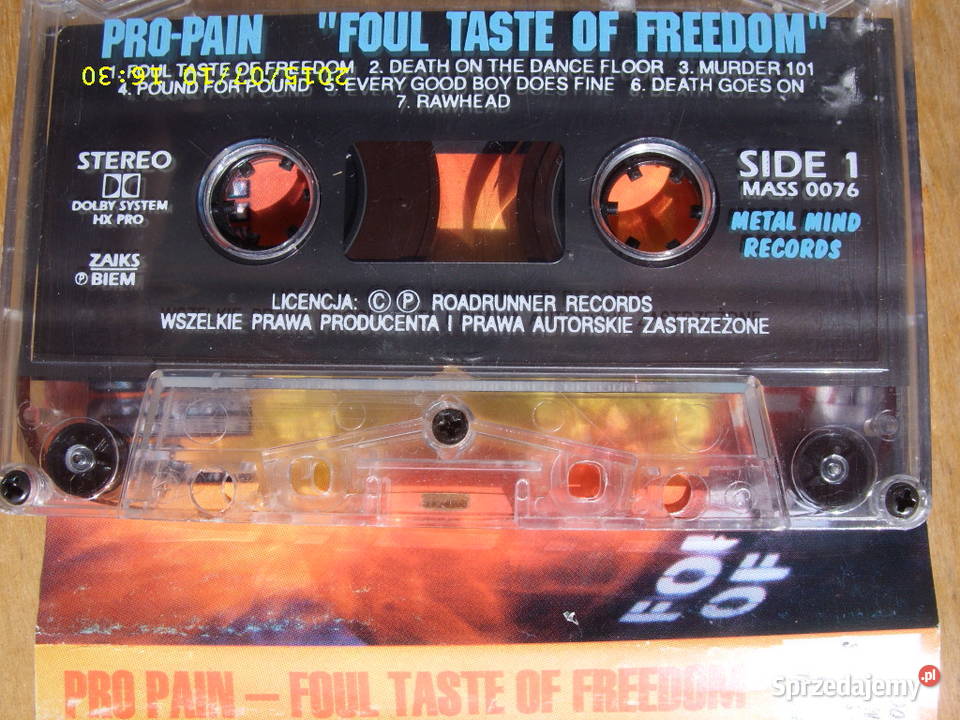 PRO-PAIN "FOUL TASTE OF FREEDOM"
1. FOUL TASTE OF FREEDOM 2. DEATH ON THE DANCE FLOOR 3. MURDER 101
2015/07/10 16:30
4. POUND FOR POUND 5. EVERY GOOD BOY DOES FINE 6. DEATH GOES ON
7. RAWHEAD
STEREO
DOLBY SYSTEM
HX PRO
ZAIKS
Ⓟ BIEM
SIDE 1
MASS 0076
METAL MIND
RECORDS
LICENCJA: © Ⓟ ROADRUNNER RECORDS
WSZELKIE PRAWA PRODUCENTA I PRAWA AUTORSKIE ZASTRZEŻONE
OF
PRO PAIN – FOUL TASTE OF FREEDOM
Sprzedajemy.pl